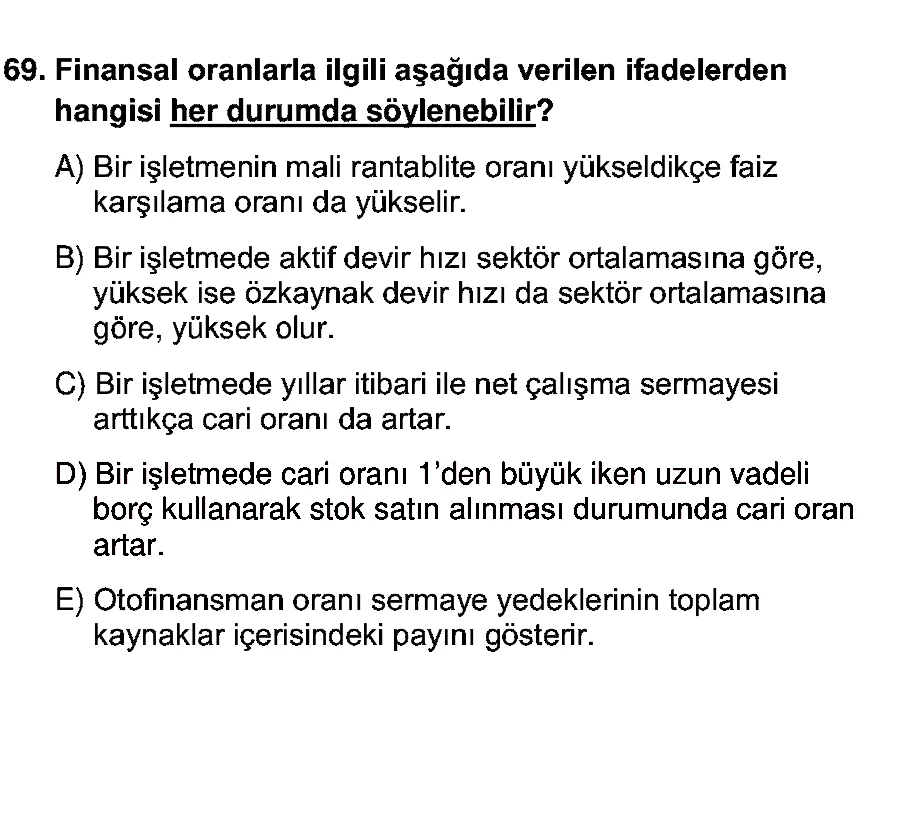 69. Finansal oranlarla ilgili aşağıda verilen ifadelerden
hangisi her durumda söylenebilir?
A) Bir işletmenin mali rantablite oranı yükseldikçe faiz
karşılama oranı da yükselir.
B) Bir işletmede aktif devir hızı sektör ortalamasına göre,
yüksek ise özkaynak devir hızı da sektör ortalamasına
göre, yüksek olur.
C) Bir işletmede yıllar itibari ile net çalışma sermayesi
arttıkça cari oranı da artar.
D) Bir işletmede cari oranı 1’den büyük iken uzun vadeli
borç kullanarak stok satın alınması durumunda cari oran
artar.
E) Otofinansman oranı sermaye yedeklerinin toplam
kaynaklar içerisindeki payını gösterir.